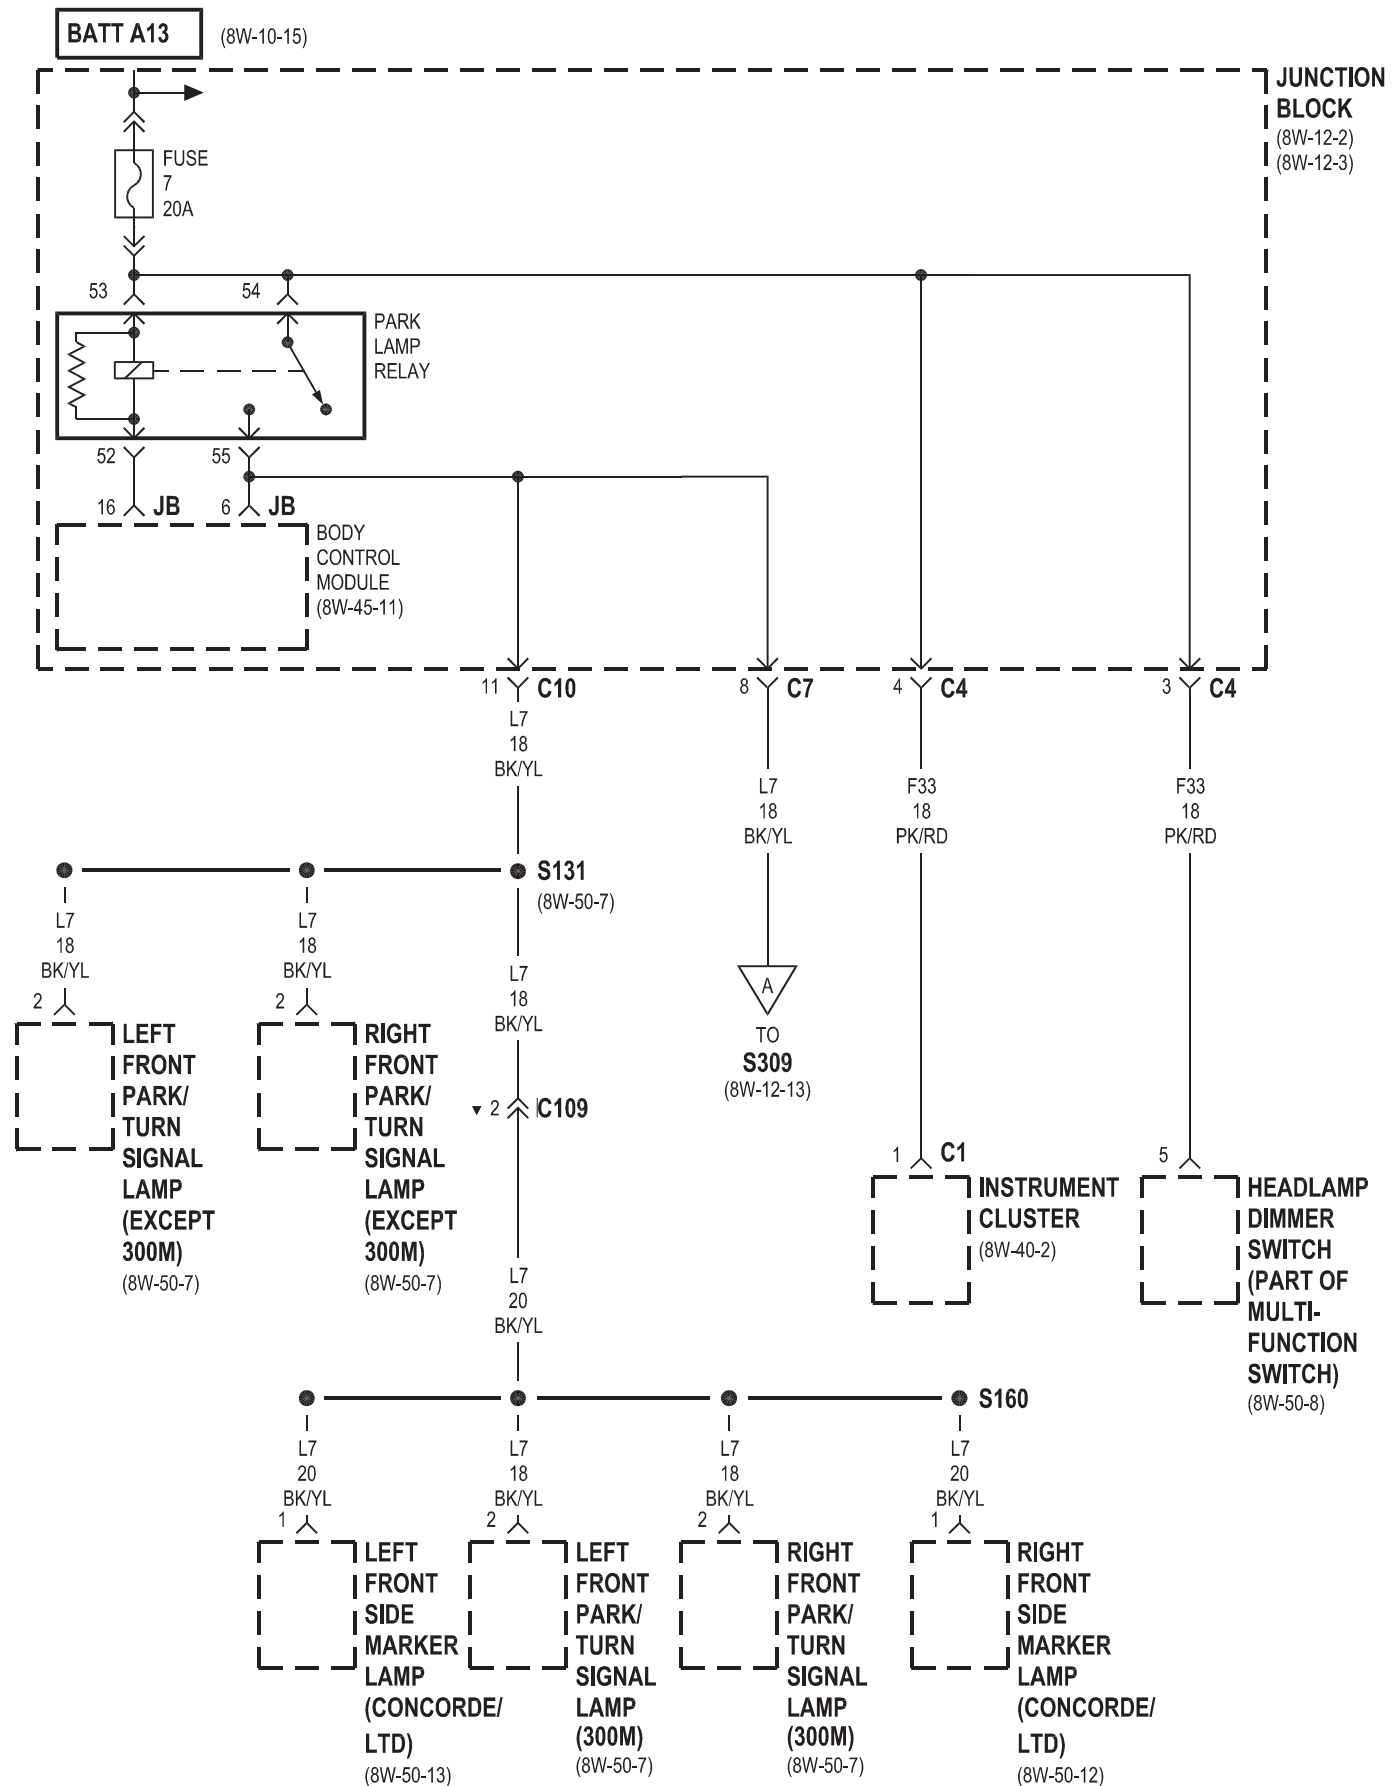 BATT A13
(8W-10-15)
JUNCTION
BLOCK
(8W-12-2)
(8W-12-3)
FUSE
7
20A
53
54
PARK
LAMP
RELAY
52
55
16
JB
6
JB
BODY
CONTROL
MODULE
(8W-45-11)
11
C10
8
C7
4
C4
3
C4
L7
18
BK/YL
L7
18
BK/YL
F33
18
PK/RD
F33
18
PK/RD
S131
(8W-50-7)
L7
18
BK/YL
L7
18
BK/YL
L7
18
BK/YL
A
TO
S309
(8W-12-13)
2
LEFT
FRONT
PARK/
TURN
SIGNAL
LAMP
(EXCEPT
300M)
(8W-50-7)
2
RIGHT
FRONT
PARK/
TURN
SIGNAL
LAMP
(EXCEPT
300M)
(8W-50-7)
2
C109
1
C1
INSTRUMENT
CLUSTER
(8W-40-2)
5
HEADLAMP
DIMMER
SWITCH
(PART OF
MULTI-
FUNCTION
SWITCH)
(8W-50-8)
L7
20
BK/YL
S160
L7
20
BK/YL
L7
18
BK/YL
L7
18
BK/YL
L7
20
BK/YL
1
LEFT
FRONT
SIDE
MARKER
LAMP
(CONCORDE/
LTD)
(8W-50-13)
2
LEFT
FRONT
PARK/
TURN
SIGNAL
LAMP
(300M)
(8W-50-7)
2
RIGHT
FRONT
PARK/
TURN
SIGNAL
LAMP
(300M)
(8W-50-7)
1
RIGHT
FRONT
SIDE
MARKER
LAMP
(CONCORDE/
LTD)
(8W-50-12)